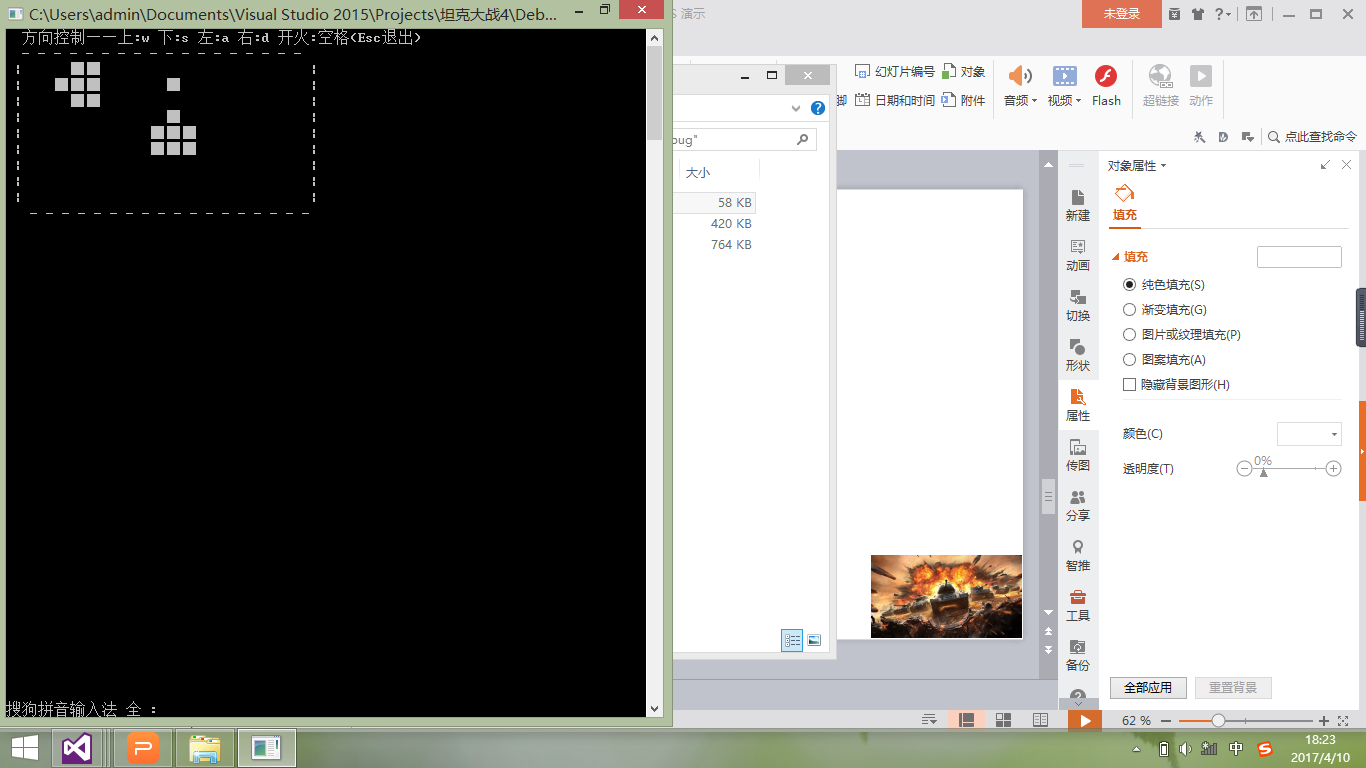 C:\Users\admin\Documents\Visual Studio 2015\Projects\坦克大战4\Deb...
方向控制——上:w 下:s 左:a 右:d 开火:空格(Esc退出)
搜狗拼音输入法 全 :
S 演示
未登录
幻灯片编号
对象
脚
日期和时间
附件
音频
视频
Flash
超链接
动作
点此查找命令
bug"
大小
58 KB
420 KB
764 KB
新建
动画
切换
形状
属性
传图
分享
智推
工具
备份
对象属性
填充
填充
纯色填充(S)
渐变填充(G)
图片或纹理填充(P)
图案填充(A)
隐藏背景图形(H)
颜色(C)
透明度(T)
0%
全部应用
重置背景
62 %
中
18:23
2017/4/10